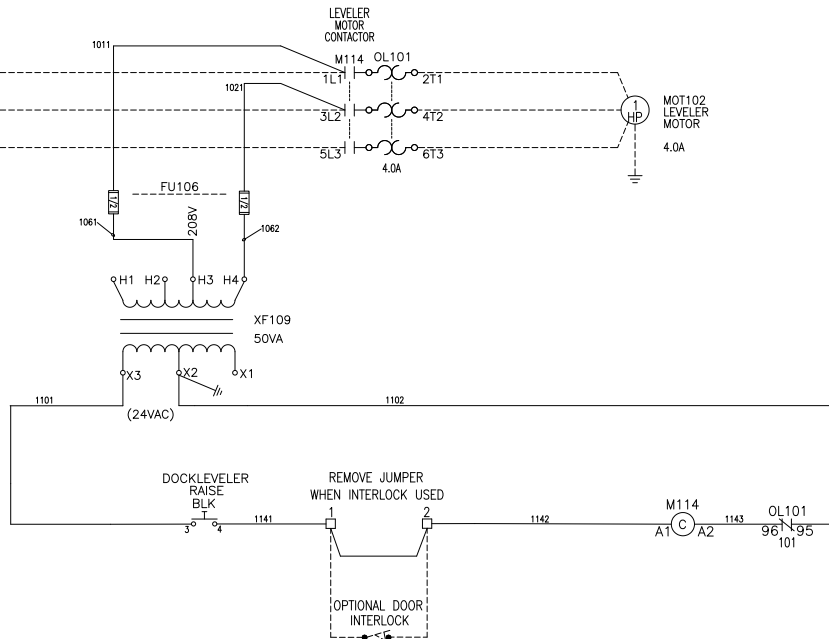 LEVELER
MOTOR
CONTACTOR
1011
M114
OL101
1L1
2T1
1021
3L2
4T2
1
HP
MOT102
LEVELER
MOTOR
4.0A
5L3
6T3
4.0A
FU106
1/2
1/2
208V
1061
1062
H1
H2
H3
H4
XF109
50VA
X3
X2
X1
1101
(24VAC)
1102
DOCKLEVELER
RAISE
BLK
REMOVE JUMPER
WHEN INTERLOCK USED
3
4
1141
1
2
1142
M114
A1
C
A2
1143
OL101
96
95
101
OPTIONAL DOOR
INTERLOCK